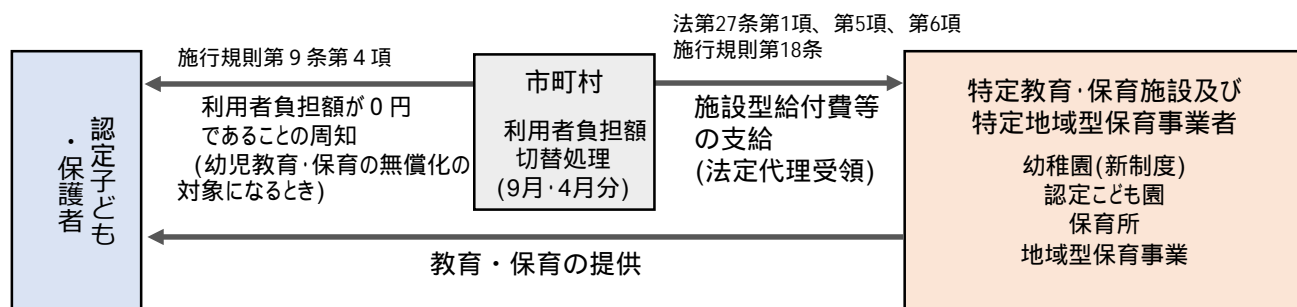 認定子ども
・保護者
施行規則第９条第４項
利用者負担額が０円
であることの周知
(幼児教育･保育の無償化の
対象になるとき)
市町村
利用者負担額
切替処理
(9月･4月分)
法第27条第1項、第5項、第6項
施行規則第18条
施設型給付費等
の支給
(法定代理受領)
教育・保育の提供
特定教育･保育施設及び
特定地域型保育事業者
幼稚園(新制度)
認定こども園
保育所
地域型保育事業